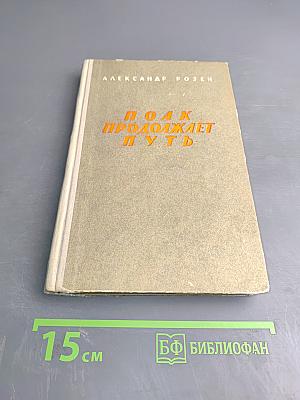 АЛЕКСАНДР РОЗЕН
ПОЛК
ПРОДОЛЖАЕТ
ПУТЬ
15 см
БФ БИБЛИОФАН